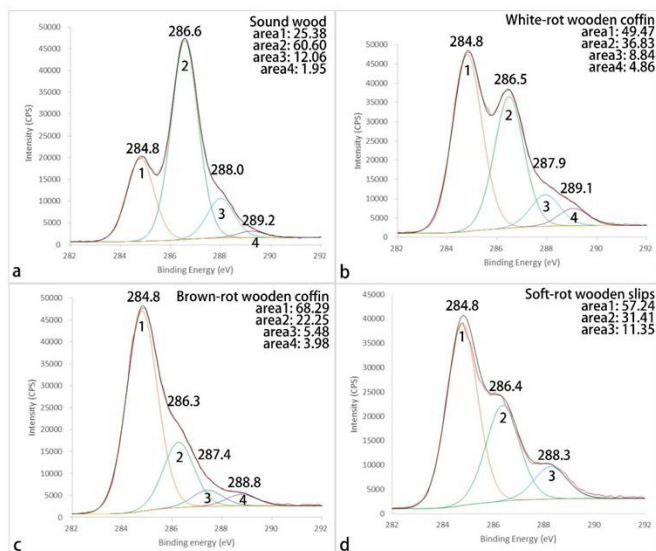 Sound wood
area1: 25.38
area2: 60.60
area3: 12.06
area4: 1.95
286.6
284.8
288.0
289.2
1
2
3
4
50000
45000
40000
35000
30000
25000
20000
15000
10000
5000
0
Intensity (CPS)
282 284 286 288 290 292
Binding Energy (eV)
a
White-rot wooden coffin
area1: 49.47
area2: 36.83
area3: 8.84
area4: 4.86
284.8
286.5
287.9
289.1
1
2
3
4
50000
45000
40000
35000
30000
25000
20000
15000
10000
5000
0
Intensity (CPS)
282 284 286 288 290 292
Binding Energy (eV)
b
Brown-rot wooden coffin
area1: 68.29
area2: 22.25
area3: 5.48
area4: 3.98
284.8
286.3
287.4
288.8
1
2
3
4
50000
45000
40000
35000
30000
25000
20000
15000
10000
5000
0
Intensity (CPS)
282 284 286 288 290 292
Binding energy (eV)
c
Soft-rot wooden slips
area1: 57.24
area2: 31.41
area3: 11.35
284.8
286.4
288.3
1
2
3
45000
40000
35000
30000
25000
20000
15000
10000
5000
0
Intensity (CPS)
282 284 286 288 290 292
Binding Energy (eV)
d